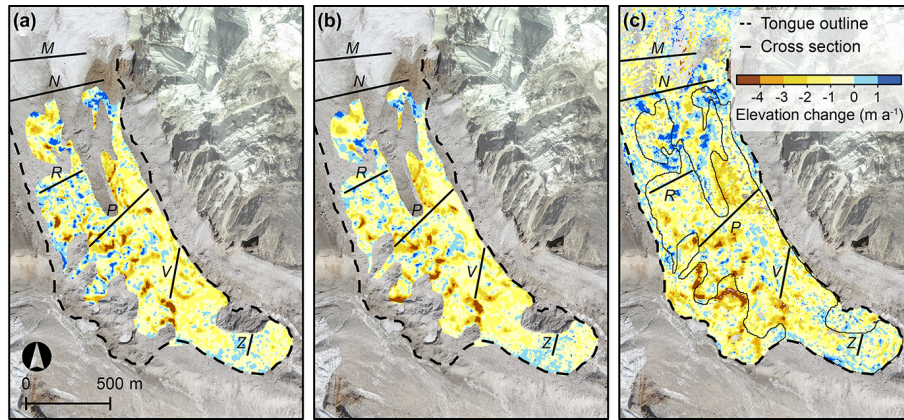 (a)
M
N
R
P
V
Z
0 500 m
(b)
M
N
R
P
V
Z
(c)
Tongue outline
Cross section
-4 -3 -2 -1 0 1
Elevation change (m a⁻¹)
M
N
R
P
V
Z